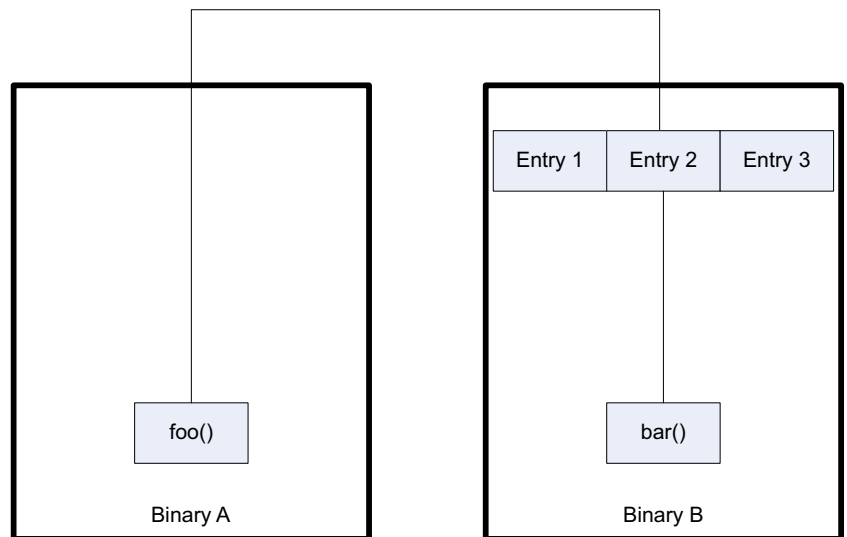 Entry 1
Entry 2
Entry 3
foo()
bar()
Binary A
Binary B